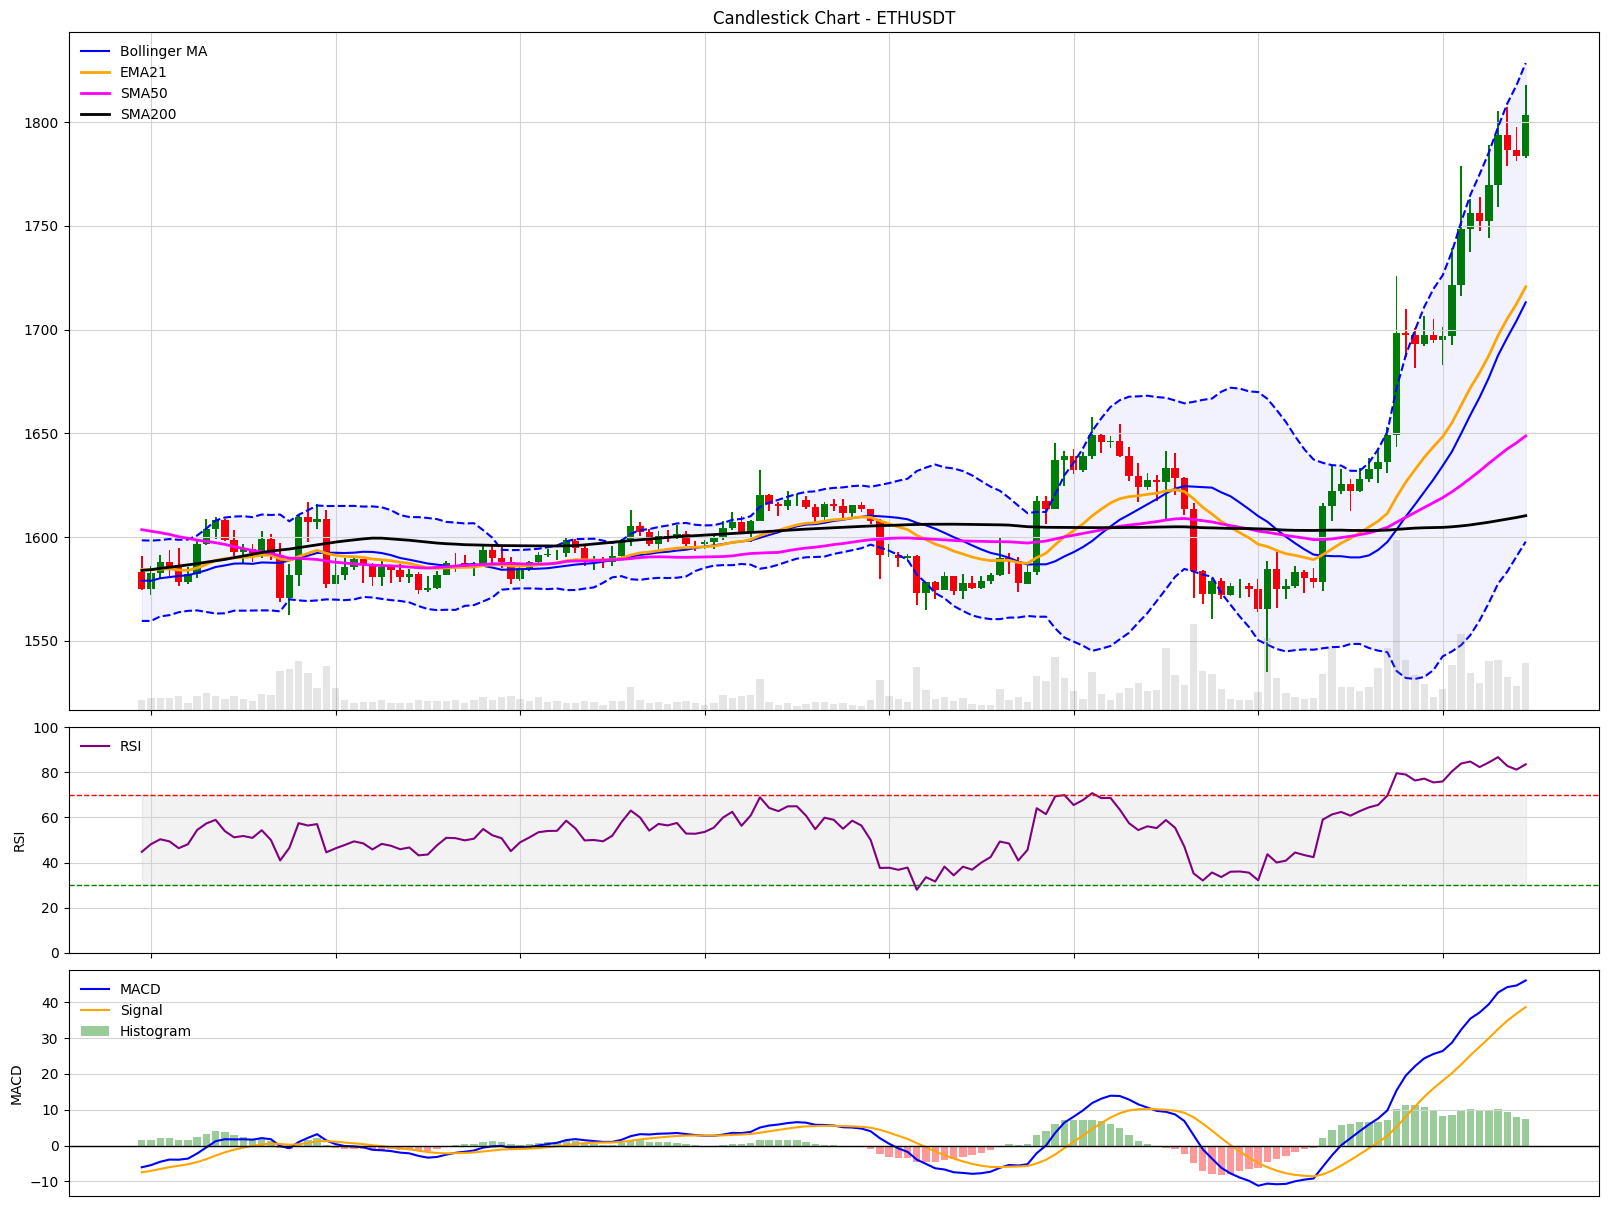 Candlestick Chart - ETHUSDT
Bollinger MA
EMA21
SMA50
SMA200
1800
1750
1700
1650
1600
1550
RSI
100
80
60
40
20
0
RSI
MACD
Signal
Histogram
40
30
20
10
0
−10
MACD